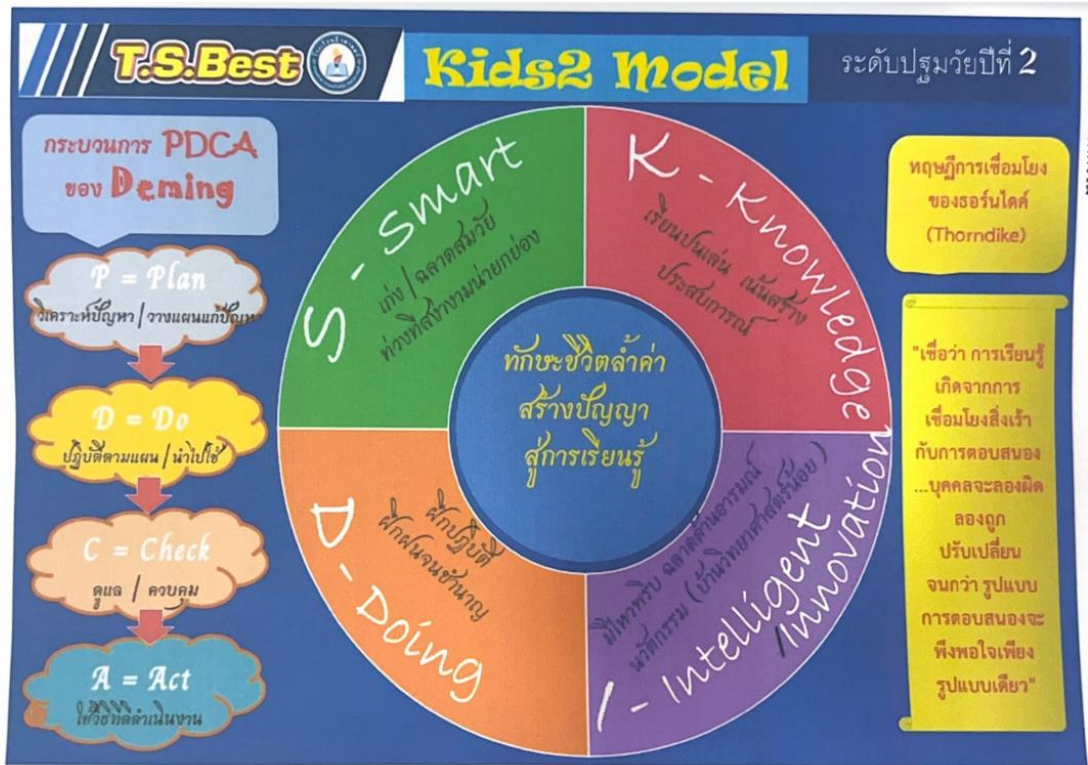 T.S.Best
Kids2 Model
ระดับปฐมวัยปีที่ 2
กระบวนการ PDCA
ของ Deming
P = Plan
วิเคราะห์ปัญหา / วางแผนแก้ปัญหา
D = Do
ปฏิบัติตามแผน / นำไปใช้
C = Check
ดูแล / ควบคุม
A = Act
ใช้วิธีที่ดีดำเนินงาน
S - Smart
เก่ง / ฉลาดสมวัย
ท่วงทีสง่างามน่ายกย่อง
K - Knowledge
เรียนปนเล่น เน้นสร้าง
ประสบการณ์
ทักษะชีวิตล้ำค่า
สร้างปัญญา
สู่การเรียนรู้
D - Doing
ฝึกปฏิบัติ
ฝึกฝนจนชำนาญ
I - Intelligent
/Innovation
มีไหวพริบ ฉลาดด้านอารมณ์
นวัตกรรม (บ้านวิทยาศาสตร์น้อย)
ทฤษฎีการเชื่อมโยง
ของธอร์นไดค์
(Thorndike)
"เชื่อว่า การเรียนรู้
เกิดจากการ
เชื่อมโยงสิ่งเร้า
กับการตอบสนอง
...บุคคลจะลองผิด
ลองถูก
ปรับเปลี่ยน
จนกว่า รูปแบบ
การตอบสนองจะ
พึงพอใจเพียง
รูปแบบเดียว"